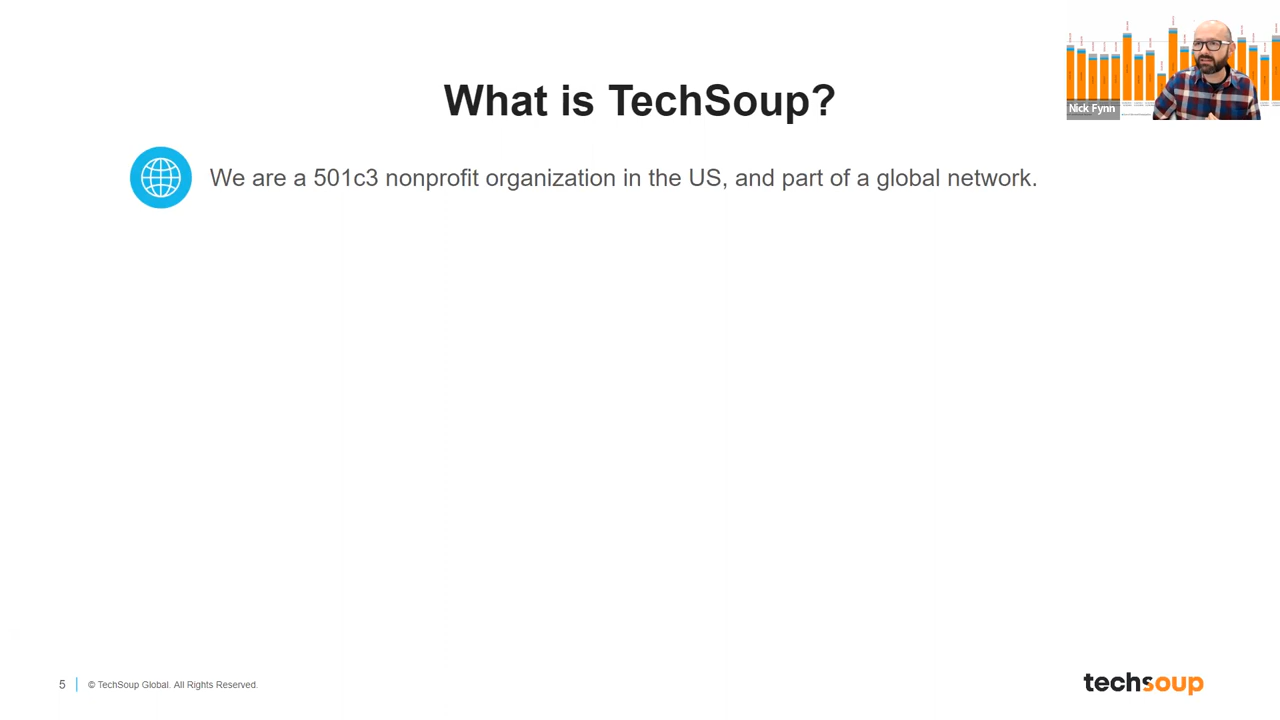 What is TechSoup?
Nick Fynn
We are a 501c3 nonprofit organization in the US, and part of a global network.
5
© TechSoup Global. All Rights Reserved.
techsoup